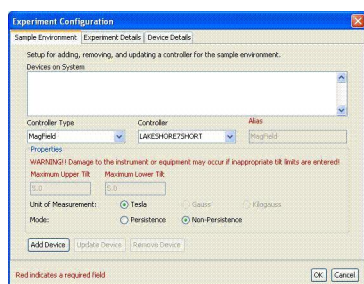 Experiment Configuration
Sample Environment Experiment Details Device Details
Setup for adding, removing, and updating a controller for the sample environment.
Devices on System
Controller Type Controller Alias
MagField LAKESHORE7SHORT MagField
Properties
WARNING!! Damage to the instrument or equipment may occur if inappropriate tilt limits are entered!
Maximum Upper Tilt Maximum Lower Tilt
5.0 5.0
Unit of Measurement: Tesla Gauss Kilogauss
Mode: Persistence Non-Persistence
Add Device Update Device Remove Device
Red indicates a required field OK Cancel